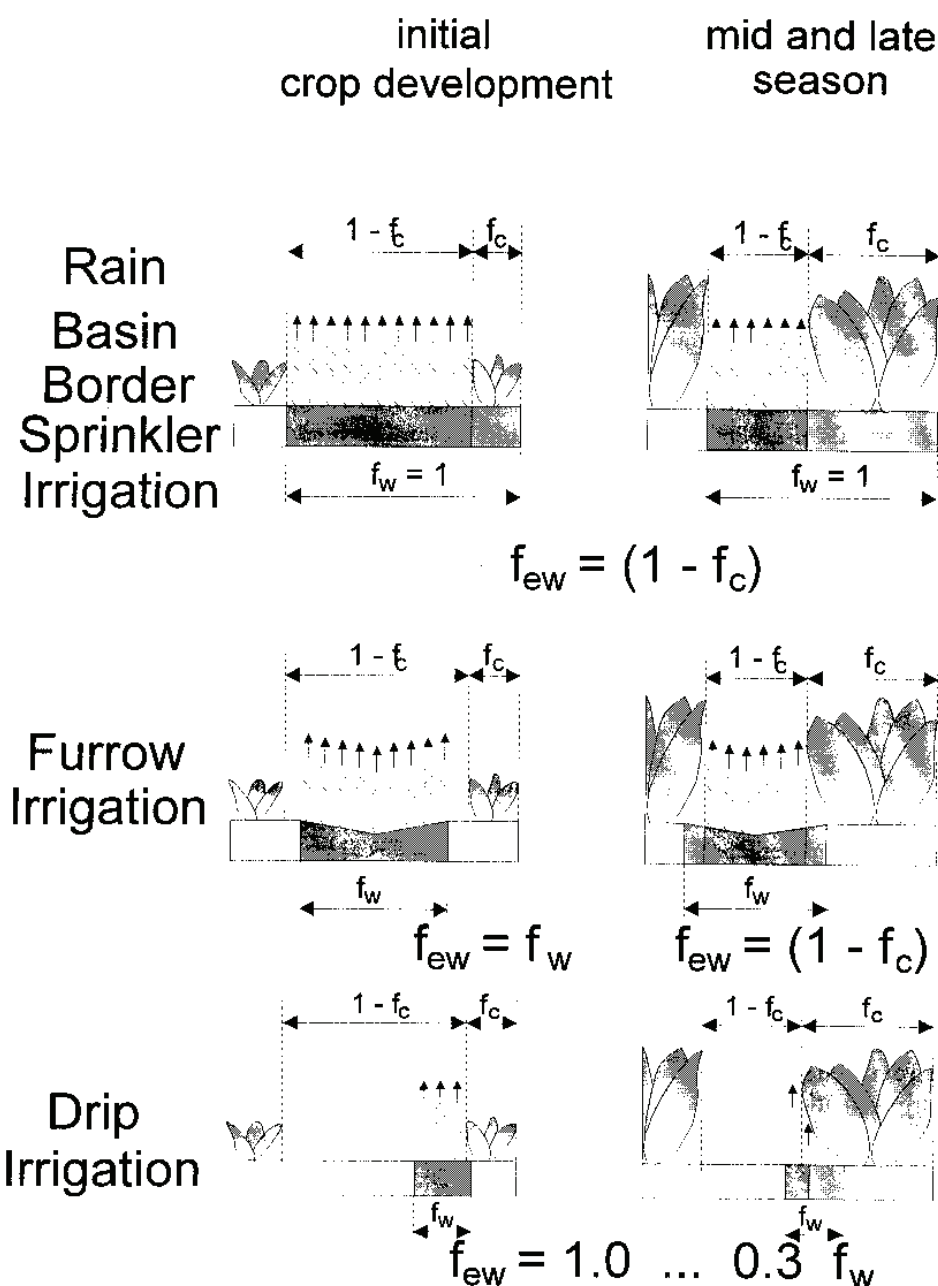 initial
crop development
mid and late
season
Rain
Basin
Border
Sprinkler
Irrigation
1 - fc
fc
1 - fc
fc
fw = 1
fw = 1
few = (1 - fc)
Furrow
Irrigation
1 - fc
fc
1 - fc
fc
fw
fw
few = fw
few = (1 - fc)
Drip
Irrigation
1 - fc
fc
1 - fc
fc
fw
fw
few = 1.0 ... 0.3 fw